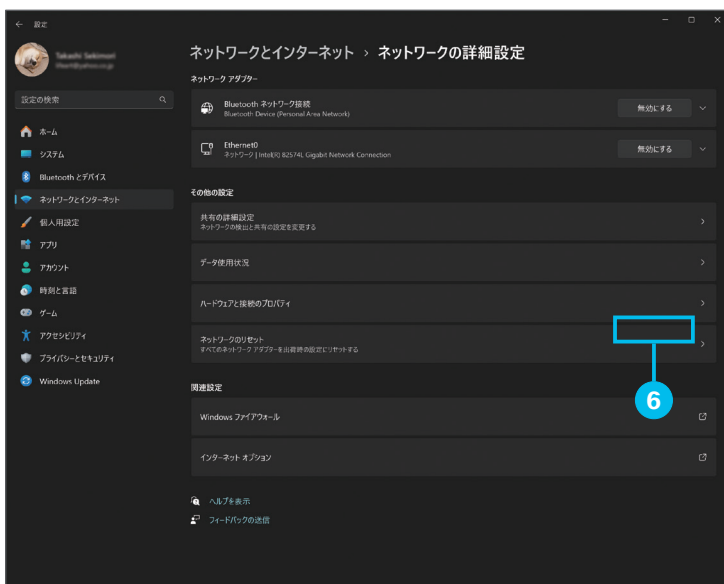 設定
Takashi Sekimori
ネットワークとインターネット › ネットワークの詳細設定
ネットワーク アダプター
設定の検索
Bluetooth ネットワーク接続
Bluetooth Device (Personal Area Network)
無効にする
ホーム
システム
Ethernet0
ネットワーク | Intel(R) 82574L Gigabit Network Connection
無効にする
Bluetooth とデバイス
ネットワークとインターネット
その他の設定
個人用設定
共有の詳細設定
ネットワークの検出と共有の設定を変更する
アプリ
アカウント
データ使用状況
時刻と言語
ハードウェアと接続のプロパティ
ゲーム
アクセシビリティ
ネットワークのリセット
すべてのネットワーク アダプターを出荷時の設定にリセットする
プライバシーとセキュリティ
Windows Update
関連設定
6
Windows ファイアウォール
インターネット オプション
ヘルプを表示
フィードバックの送信